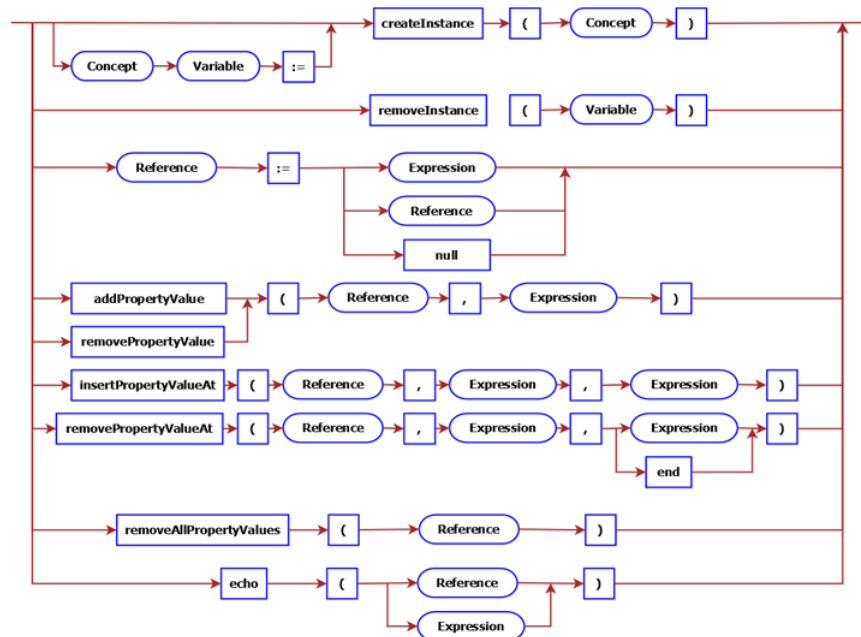 createInstance ( Concept )
Concept Variable :=
removeInstance ( Variable )
Reference := Expression
Reference
null
addPropertyValue ( Reference , Expression )
removePropertyValue
insertPropertyValueAt ( Reference , Expression , Expression )
removePropertyValueAt ( Reference , Expression , Expression )
end
removeAllPropertyValues ( Reference )
echo ( Reference )
Expression